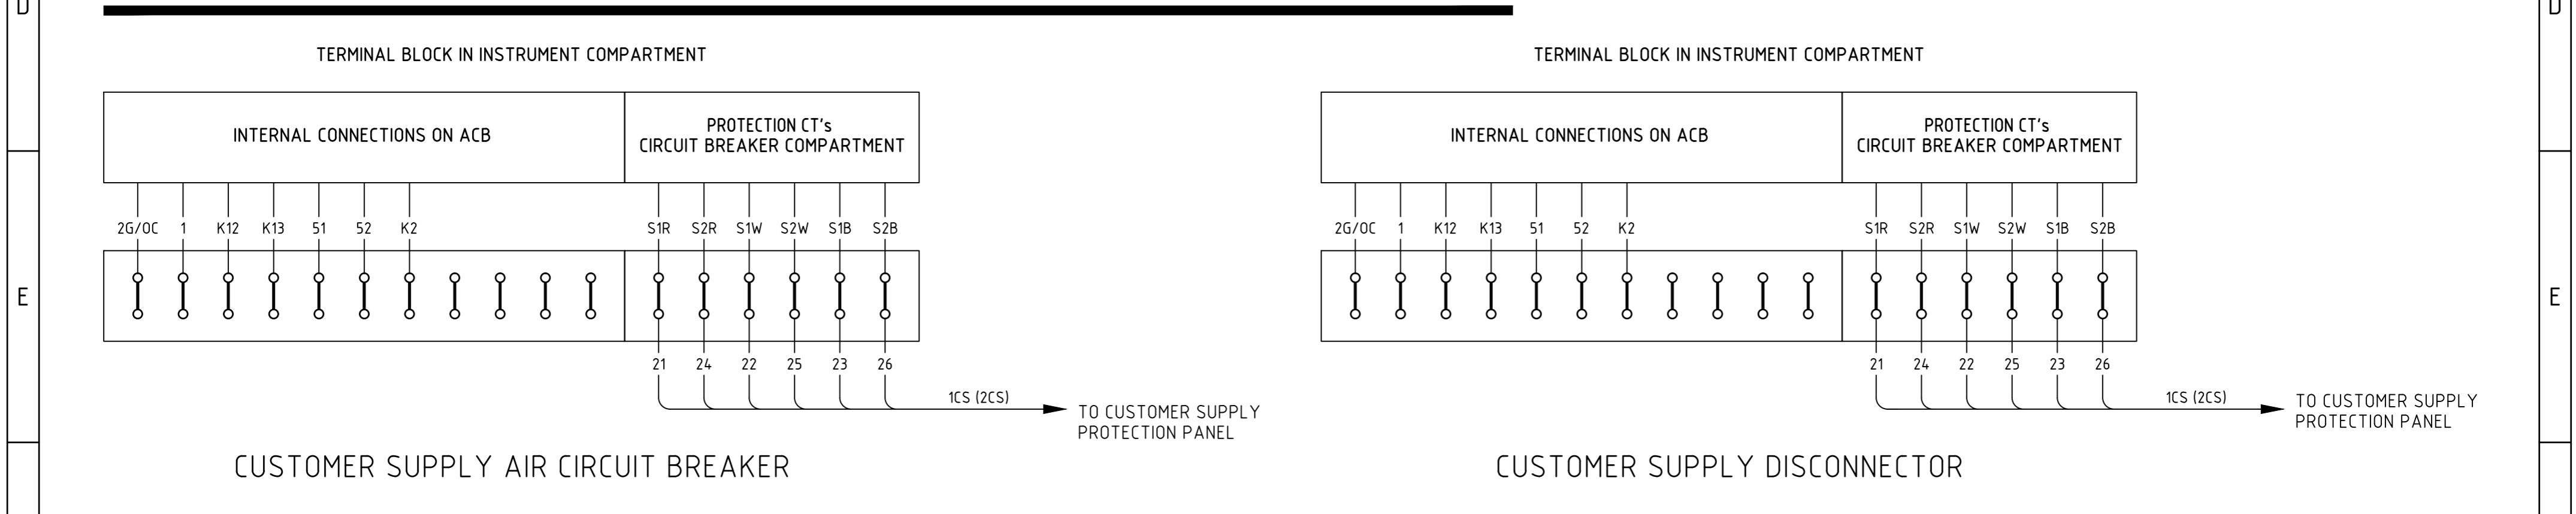 D
D
TERMINAL BLOCK IN INSTRUMENT COMPARTMENT
INTERNAL CONNECTIONS ON ACB
PROTECTION CT's
CIRCUIT BREAKER COMPARTMENT
2G/OC 1 K12 K13 51 52 K2 S1R S2R S1W S2W S1B S2B
21 24 22 25 23 26
1CS (2CS)
TO CUSTOMER SUPPLY
PROTECTION PANEL
CUSTOMER SUPPLY AIR CIRCUIT BREAKER
TERMINAL BLOCK IN INSTRUMENT COMPARTMENT
INTERNAL CONNECTIONS ON ACB
PROTECTION CT's
CIRCUIT BREAKER COMPARTMENT
2G/OC 1 K12 K13 51 52 K2 S1R S2R S1W S2W S1B S2B
21 24 22 25 23 26
1CS (2CS)
TO CUSTOMER SUPPLY
PROTECTION PANEL
CUSTOMER SUPPLY DISCONNECTOR
E
E